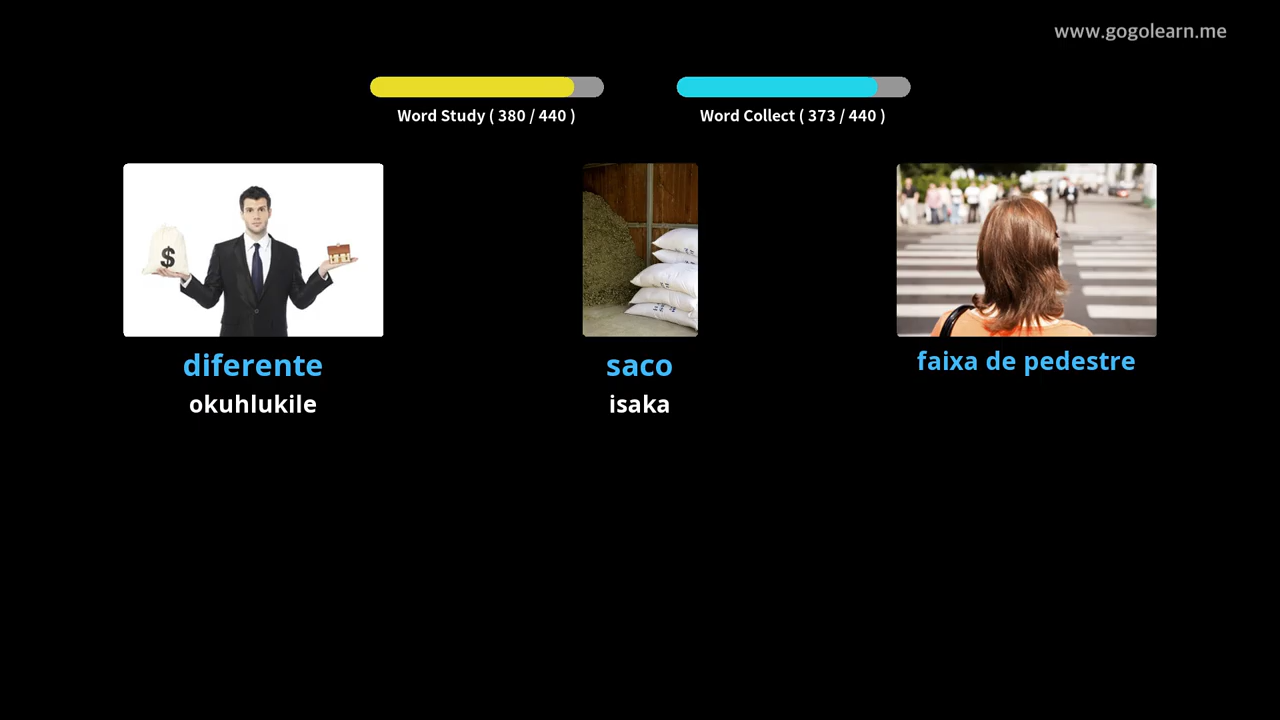 www.gogolearn.me
Word Study ( 380 / 440 )
Word Collect ( 373 / 440 )
$
diferente
okuhlukile
saco
isaka
faixa de pedestre